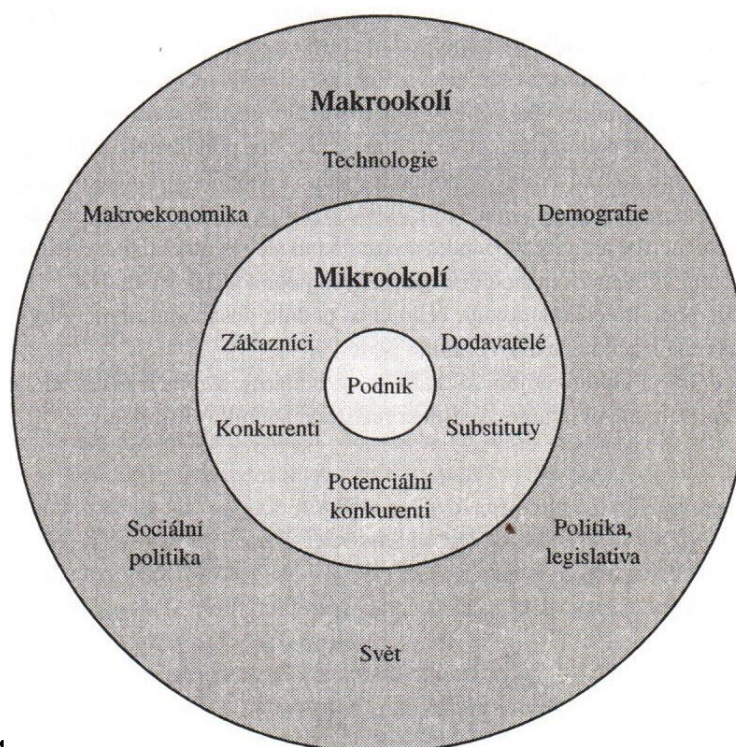 Makrookolí
Technologie
Makroekonomika
Demografie
Mikrookolí
Zákazníci
Dodavatelé
Podnik
Konkurenti
Substituty
Potenciální
konkurenti
Sociální
politika
Politika,
legislativa
Svět